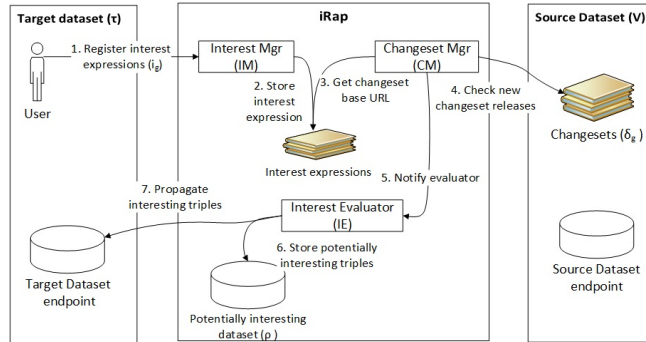 Target dataset (τ)
iRap
Source Dataset (V)
1. Register interest
expressions (ig)
User
Interest Mgr
(IM)
Changeset Mgr
(CM)
2. Store
interest
expression
3. Get changeset
base URL
4. Check new
changeset releases
Interest expressions
Changesets (δg )
5. Notify evaluator
7. Propagate
interesting triples
Interest Evaluator
(IE)
6. Store potentially
interesting triples
Target Dataset
endpoint
Potentially interesting
dataset (ρ )
Source Dataset
endpoint